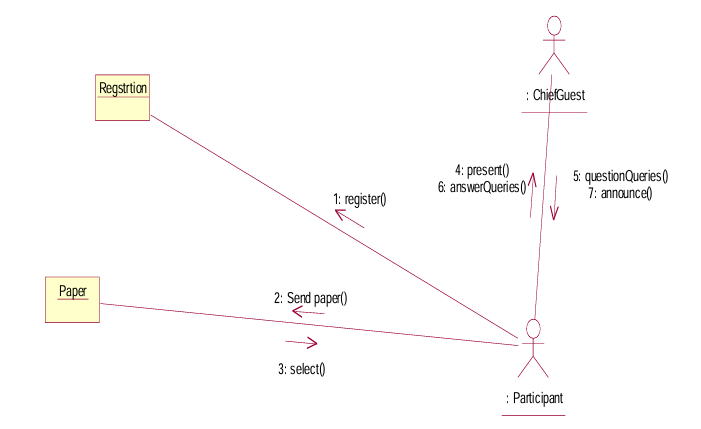 Regstrtion
: ChiefGuest
4: present()
6: answerQueries()
5: questionQueries()
7: announce()
1: register()
Paper
2: Send paper()
3: select()
: Participant